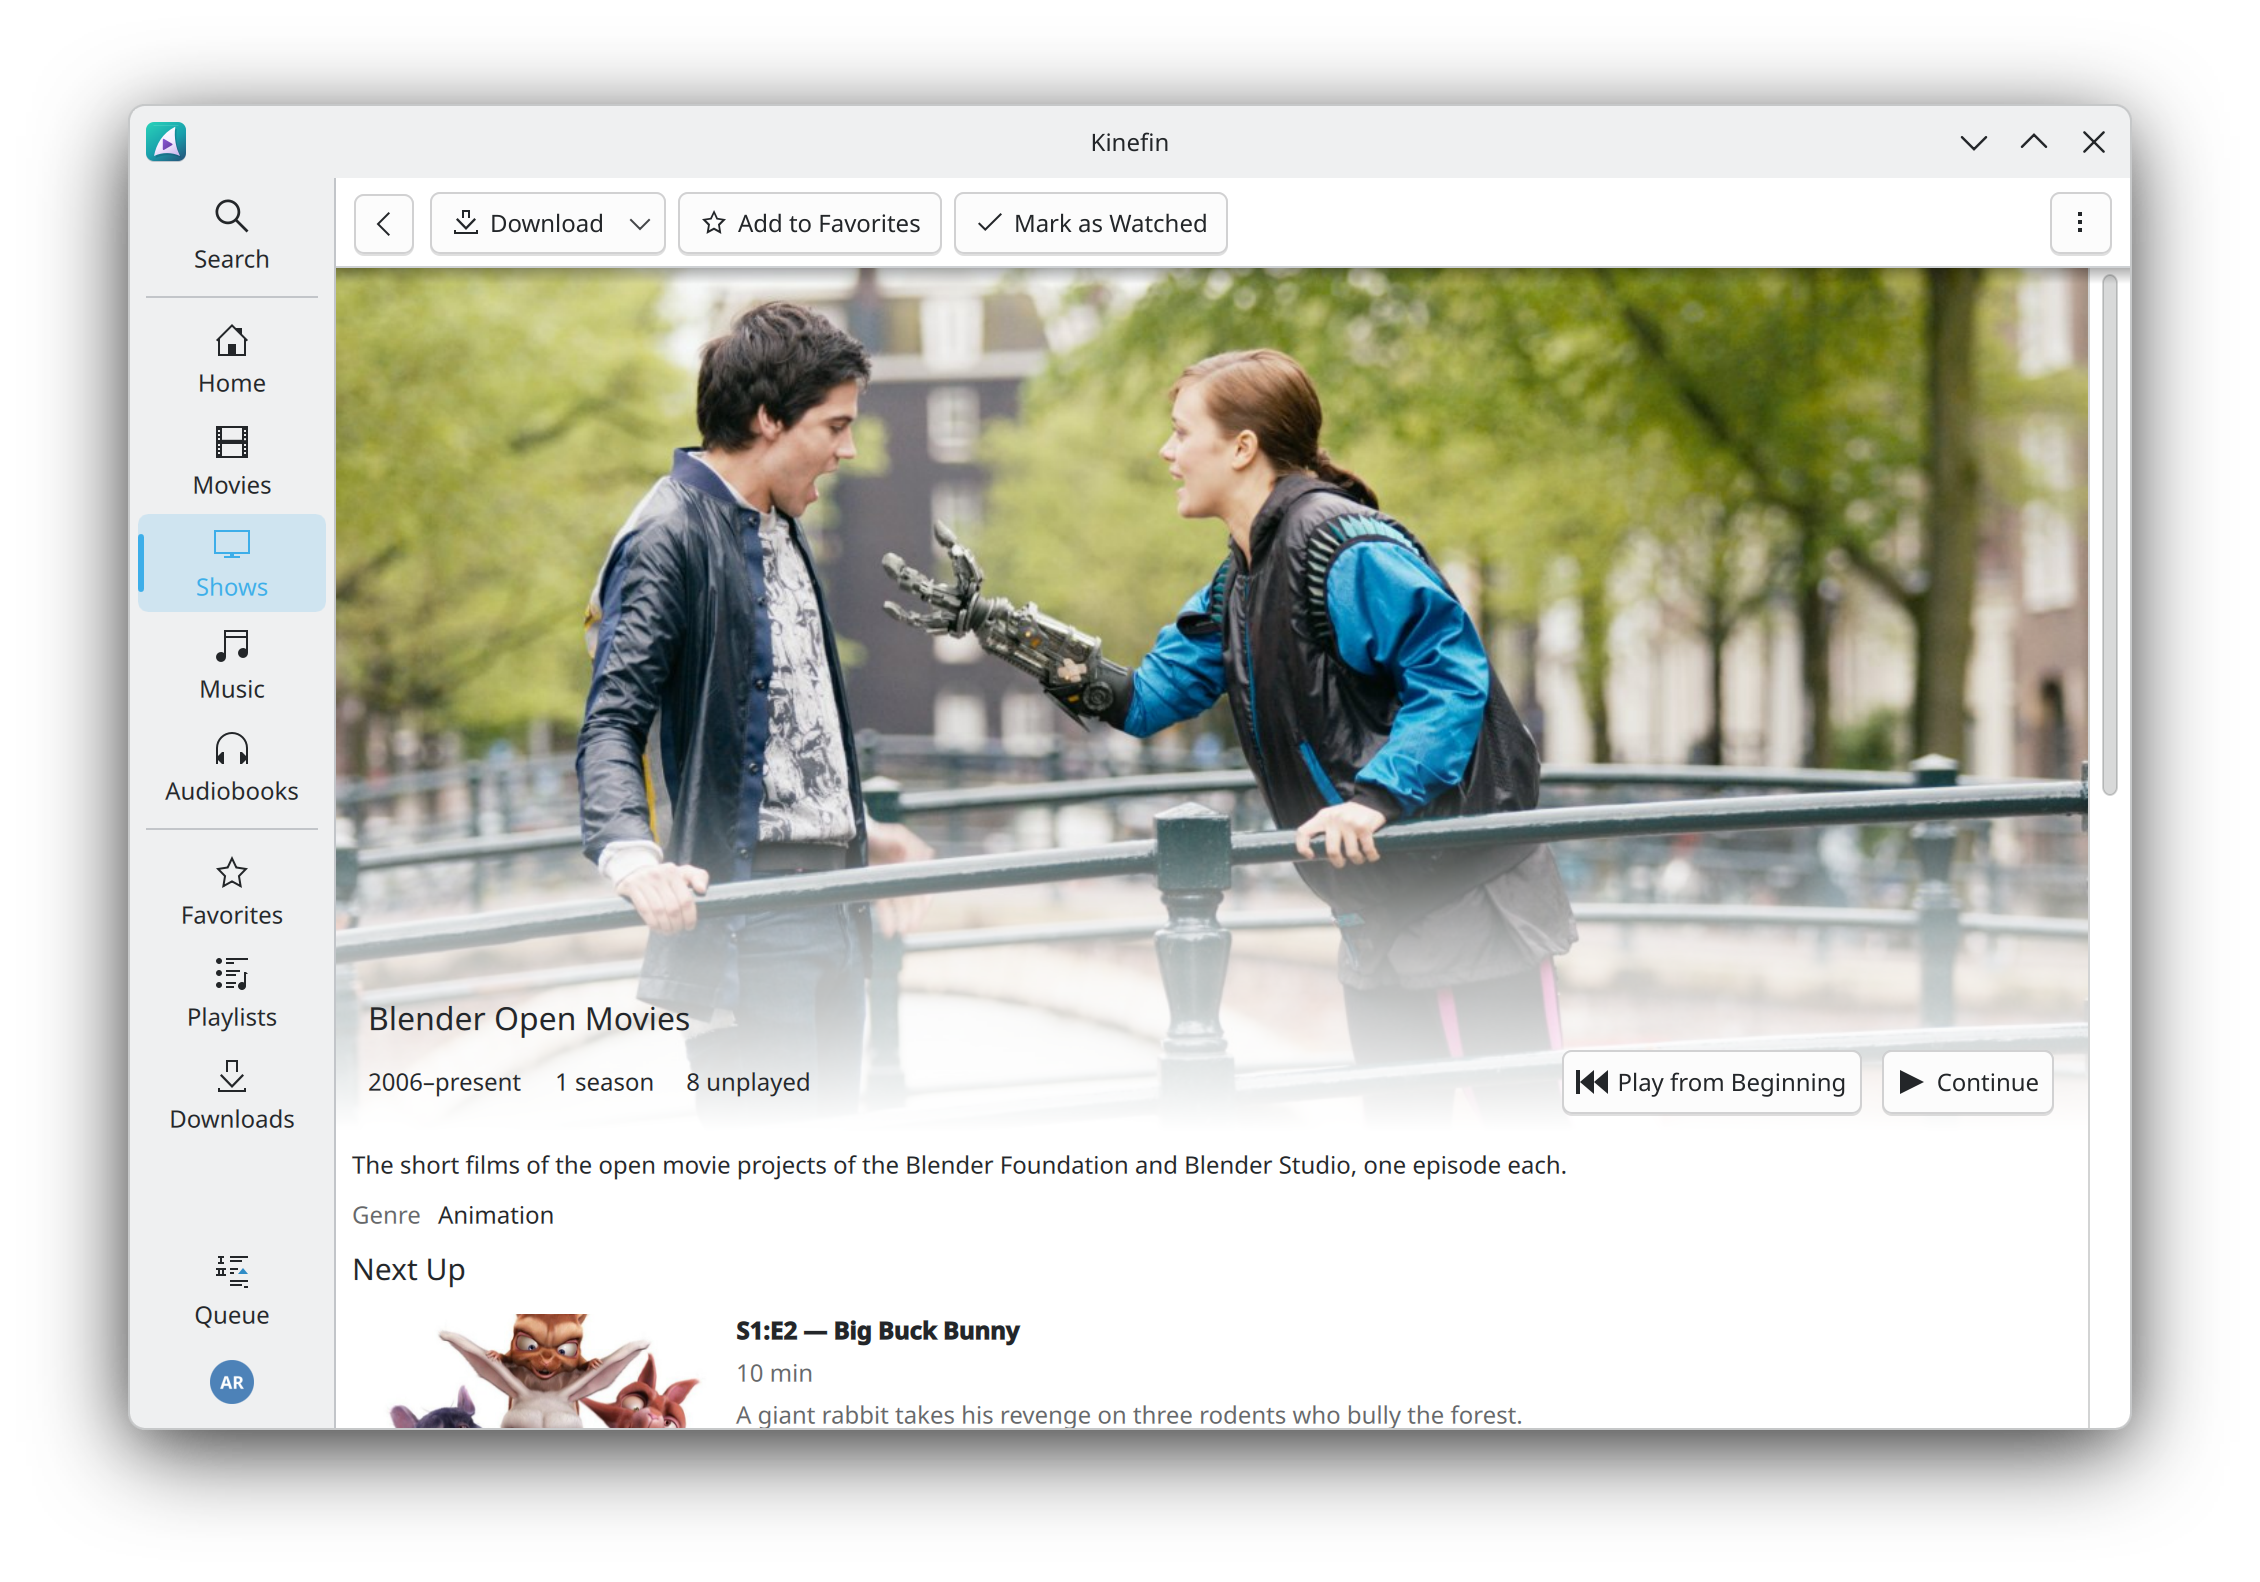 Kinefin
Search
Home
Movies
Shows
Music
Audiobooks
Favorites
Playlists
Downloads
Queue
AR
Download
Add to Favorites
Mark as Watched
Blender Open Movies
2006–present 1 season 8 unplayed
Play from Beginning
Continue
The short films of the open movie projects of the Blender Foundation and Blender Studio, one episode each.
Genre Animation
Next Up
S1:E2 — Big Buck Bunny
10 min
A giant rabbit takes his revenge on three rodents who bully the forest.